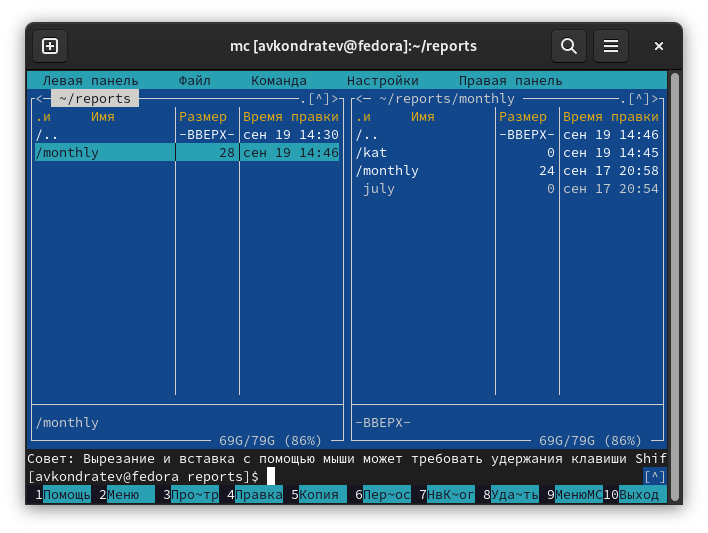 mc [avkondratev@fedora]:~/reports
Левая панель Файл Команда Настройки Правая панель
<─ ~/reports .[^]> <─ ~/reports/monthly .[^]>
.и Имя Размер Время правки .и Имя Размер Время правки
/.. -ВВЕРХ- сен 19 14:30 /.. -ВВЕРХ- сен 19 14:46
/monthly 28 сен 19 14:46 /kat 0 сен 19 14:45
/monthly 24 сен 17 20:58
july 0 сен 17 20:54
/monthly -ВВЕРХ-
69G/79G (86%) 69G/79G (86%)
Совет: Вырезание и вставка с помощью мыши может требовать удержания клавиши Shif
[avkondratev@fedora reports]$ [^]
1Помощь 2Меню 3Про~тр 4Правка 5Копия 6Пер~ос 7НвК~ог 8Уда~ть 9МенюМС10Выход